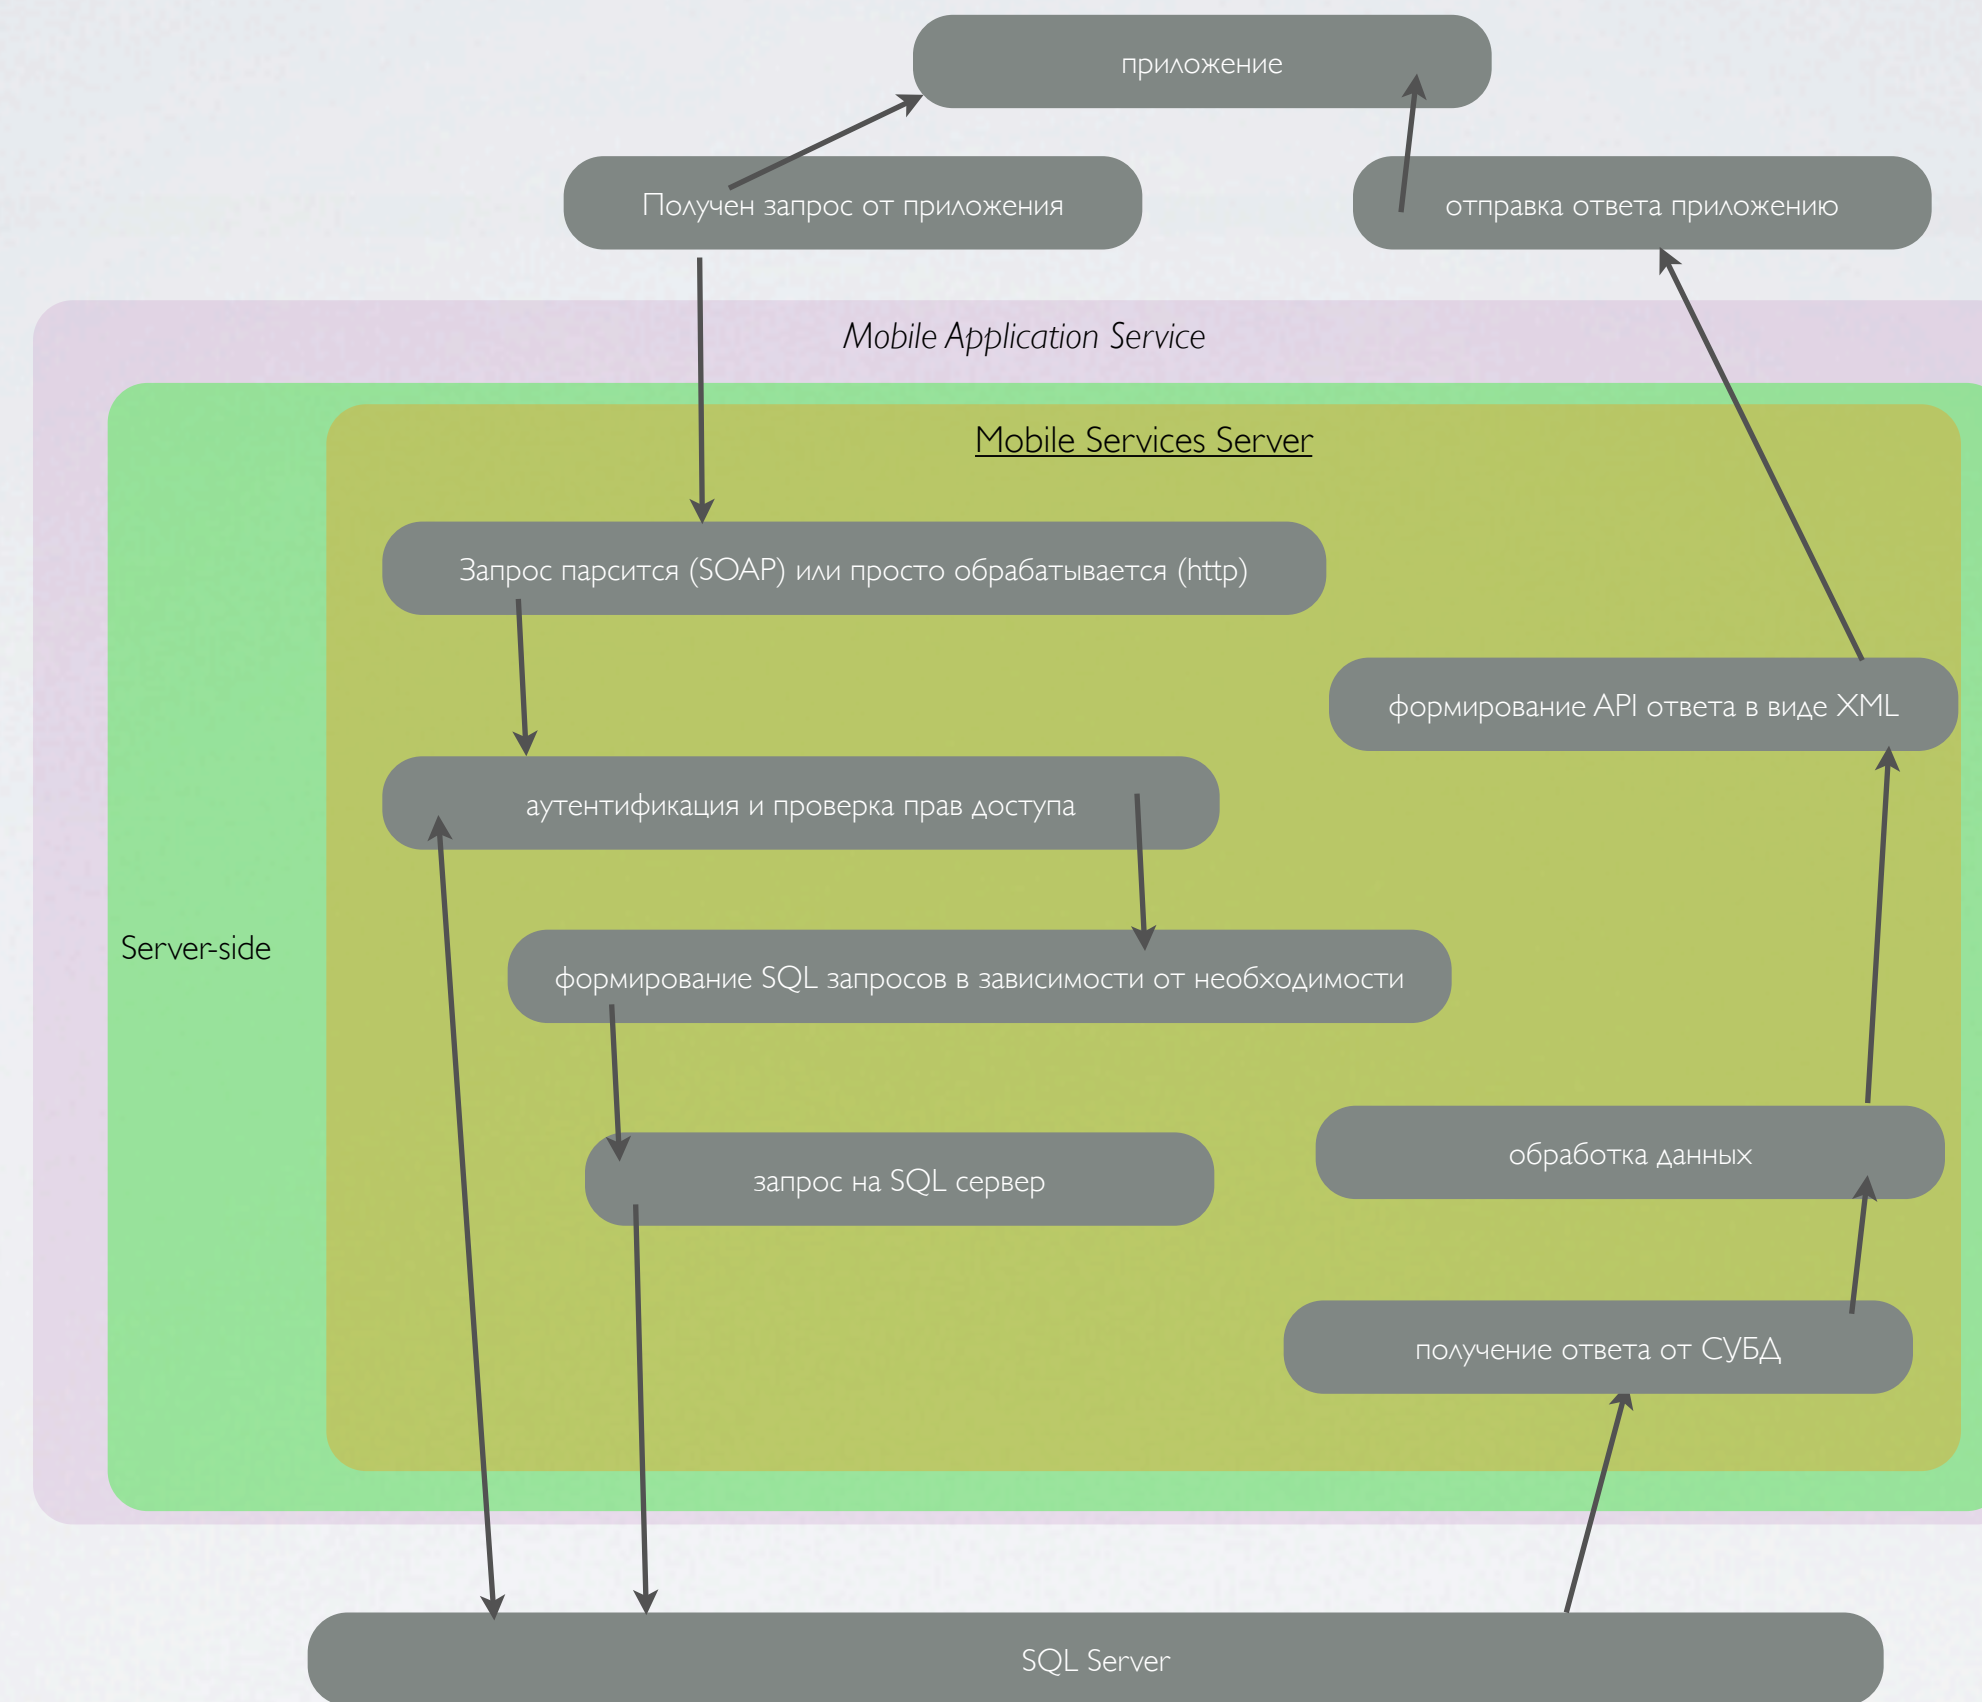 приложение
Получен запрос от приложения
отправка ответа приложению
Mobile Application Service
Mobile Services Server
Запрос парсится (SOAP) или просто обрабатывается (http)
формирование API ответа в виде XML
аутентификация и проверка прав доступа
Server-side
формирование SQL запросов в зависимости от необходимости
обработка данных
запрос на SQL сервер
получение ответа от СУБД
SQL Server